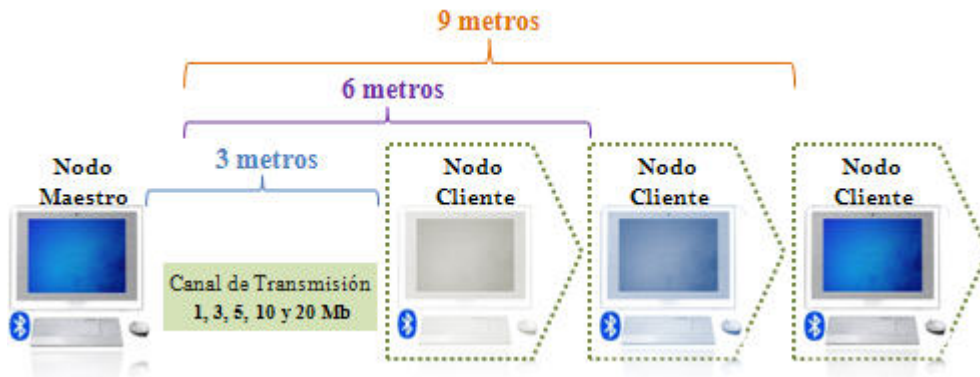 9 metros
6 metros
3 metros
Nodo
Maestro
Canal de Transmisión
1, 3, 5, 10 y 20 Mb
Nodo
Cliente
Nodo
Cliente
Nodo
Cliente